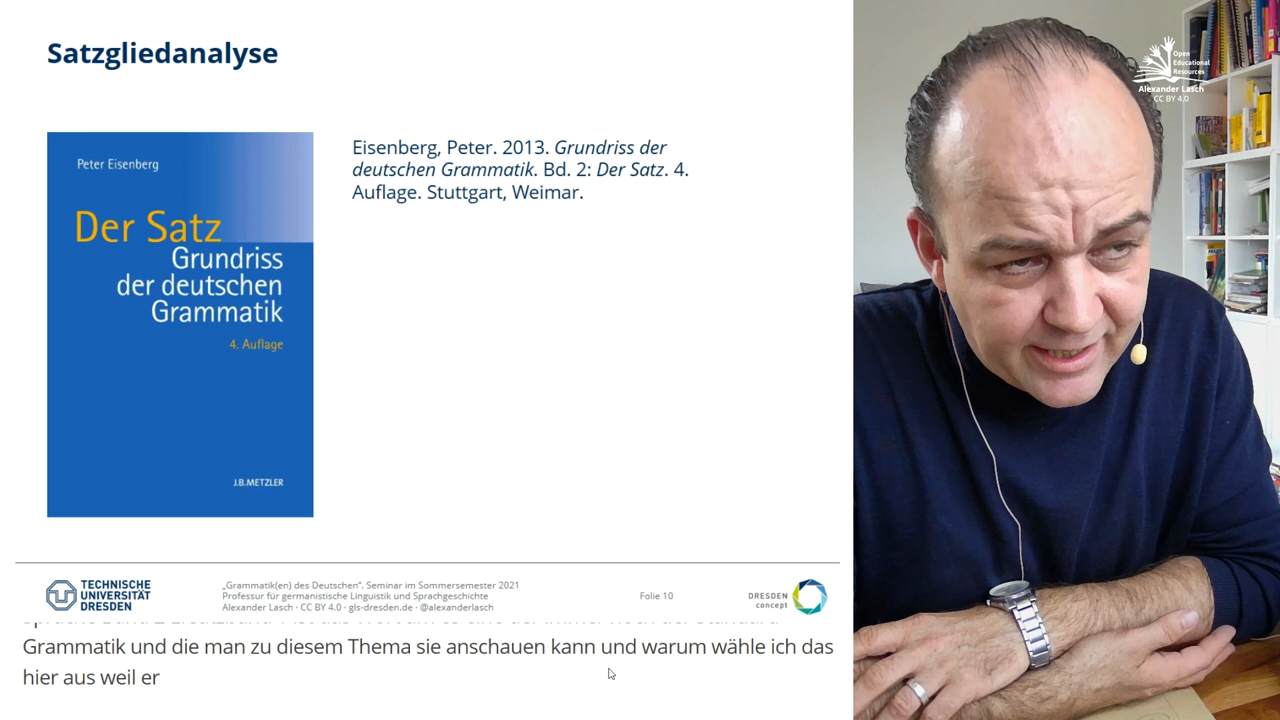 Satzgliedanalyse
Peter Eisenberg
Der Satz
Grundriss
der deutschen
Grammatik
4. Auflage
J.B.METZLER
Eisenberg, Peter. 2013. Grundriss der
deutschen Grammatik. Bd. 2: Der Satz. 4.
Auflage. Stuttgart, Weimar.
Open
Educational
Resources
Alexander Lasch
CC BY 4.0
TECHNISCHE
UNIVERSITÄT
DRESDEN
„Grammatik(en) des Deutschen“. Seminar im Sommersemester 2021
Professur für germanistische Linguistik und Sprachgeschichte
Alexander Lasch · CC BY 4.0 · gls-dresden.de · @alexanderlasch
Folie 10
DRESDEN
concept
Grammatik und die man zu diesem Thema sie anschauen kann und warum wähle ich das
hier aus weil er